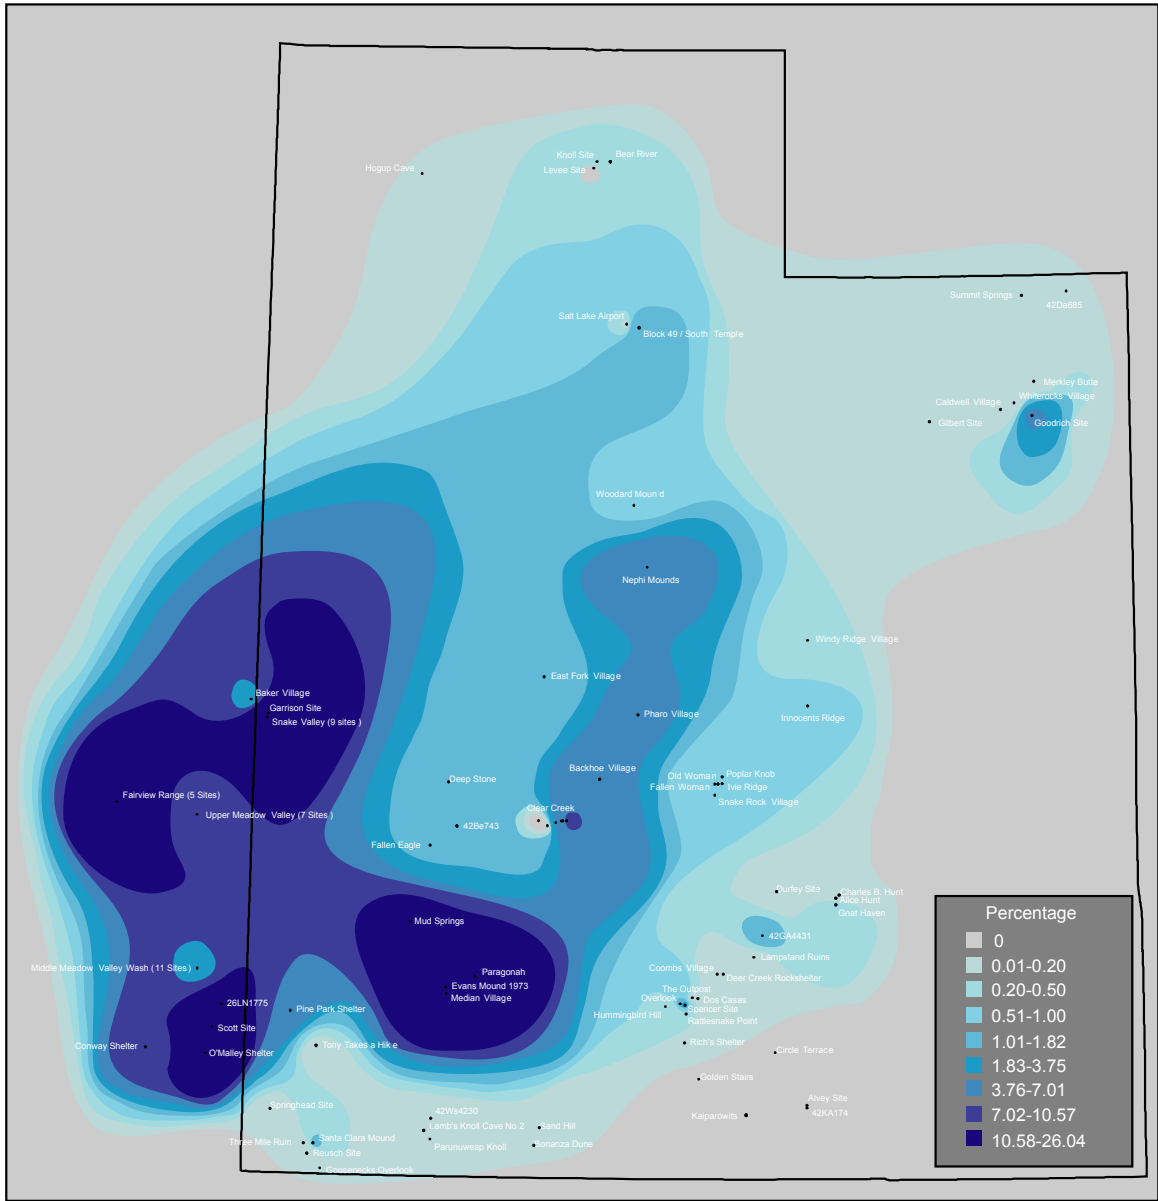 Knoll Site
Bear River
Hogup Cave
Levee Site
Summit Springs
42Da685
Salt Lake Airport
Block 49 / South Temple
Merkley Butte
Caldwell Village
Whiterocks Village
Gilbert Site
Goodrich Site
Woodard Moun d
Nephi Mounds
Windy Ridge Village
East Fork Village
Baker Village
Garrison Site
Snake Valley (9 sites )
Pharo Village
Innocents Ridge
Deep Stone
Backhoe Village
Old Woman
Poplar Knob
Fallen Woman
Ivie Ridge
Snake Rock Village
Fairview Range (5 Sites)
Upper Meadow Valley (7 Sites )
Clear Creek
42Be743
Fallen Eagle
Durfey Site
Charles B. Hunt
Alice Hunt
Gnat Haven
Mud Springs
42GA4431
Lampstand Ruins
Middle Meadow Valley Wash (11 Sites )
Paragonah
Coombs Village
Deer Creek Rockshelter
Evans Mound 1973
Median Village
The Outpost
Overlook
Dos Casas
26LN1775
Pine Park Shelter
Hummingbird Hill
Spencer Site
Rattlesnake Point
Scott Site
Conway Shelter
O'Malley Shelter
Tony Takes a Hik e
Rich's Shelter
Circle Terrace
Golden Stairs
Springhead Site
42Ws4230
Alvey Site
Kaiparowits
42KA174
Lamb's Knoll Cave No 2
Sand Hill
Three Mile Ruin
Santa Clara Mound
Parunuweap Knoll
Bonanza Dune
Reusch Site
Goosenecks Overlook
Percentage
0
0.01-0.20
0.20-0.50
0.51-1.00
1.01-1.82
1.83-3.75
3.76-7.01
7.02-10.57
10.58-26.04